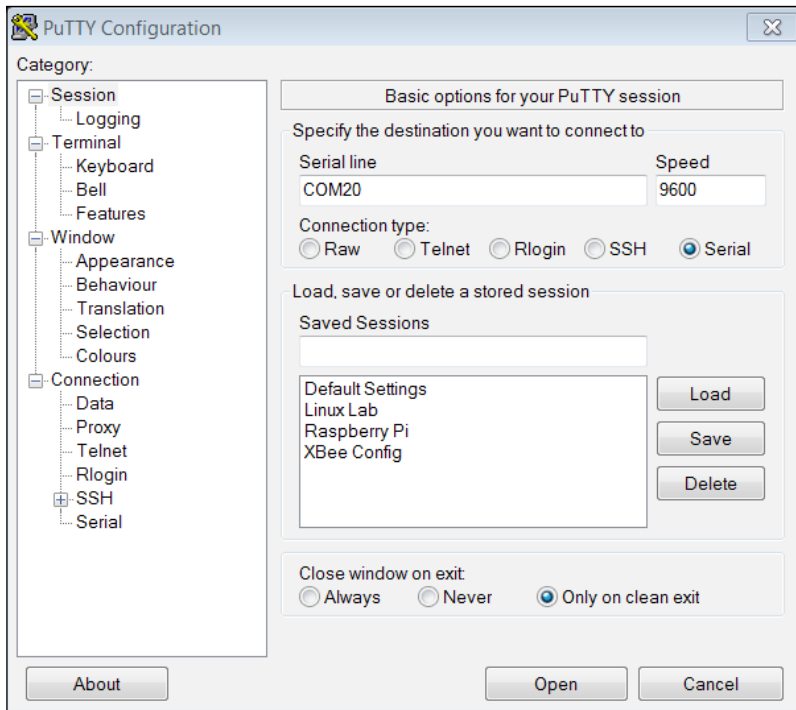 PuTTY Configuration
Category:
Session
Logging
Terminal
Keyboard
Bell
Features
Window
Appearance
Behaviour
Translation
Selection
Colours
Connection
Data
Proxy
Telnet
Rlogin
SSH
Serial
Basic options for your PuTTY session
Specify the destination you want to connect to
Serial line Speed
COM20 9600
Connection type:
Raw Telnet Rlogin SSH Serial
Load, save or delete a stored session
Saved Sessions
Default Settings
Linux Lab
Raspberry Pi
XBee Config
Load
Save
Delete
Close window on exit:
Always Never Only on clean exit
About Open Cancel